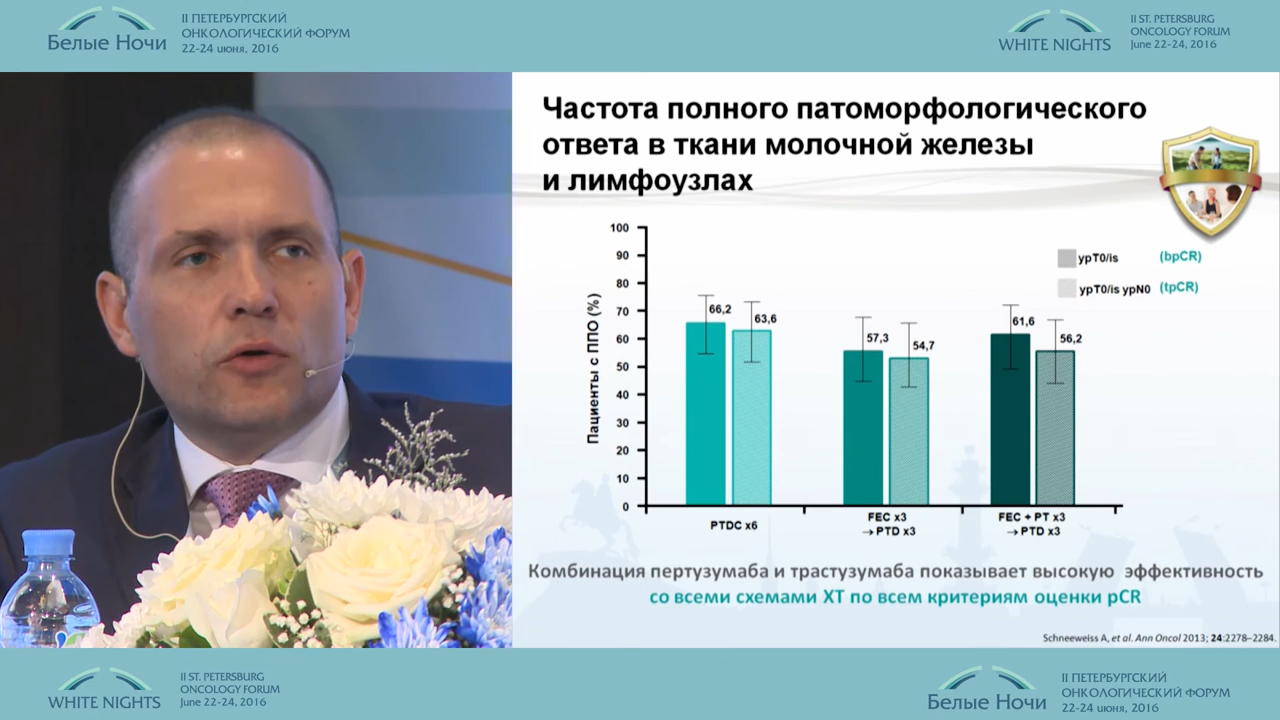 Белые Ночи
II ПЕТЕРБУРГСКИЙ
ОНКОЛОГИЧЕСКИЙ ФОРУМ
22-24 июня, 2016
WHITE NIGHTS
II ST. PETERSBURG
ONCOLOGY FORUM
June 22-24, 2016
Частота полного патоморфологического
ответа в ткани молочной железы
и лимфоузлах
Пациенты с ППО (%)
100
90
80
70
60
50
40
30
20
10
0
ypT0/is (bpCR)
ypT0/is ypN0 (tpCR)
66,2
63,6
57,3
54,7
61,6
56,2
PTDC x6
FEC x3
→ PTD x3
FEC + PT x3
→ PTD x3
Комбинация пертузумаба и трастузумаба показывает высокую эффективность
со всеми схемами ХТ по всем критериям оценки pCR
Schneeweiss A, et al. Ann Oncol 2013; 24:2278–2284.
WHITE NIGHTS
II ST. PETERSBURG
ONCOLOGY FORUM
June 22-24, 2016
Белые Ночи
II ПЕТЕРБУРГСКИЙ
ОНКОЛОГИЧЕСКИЙ ФОРУМ
22-24 июня, 2016